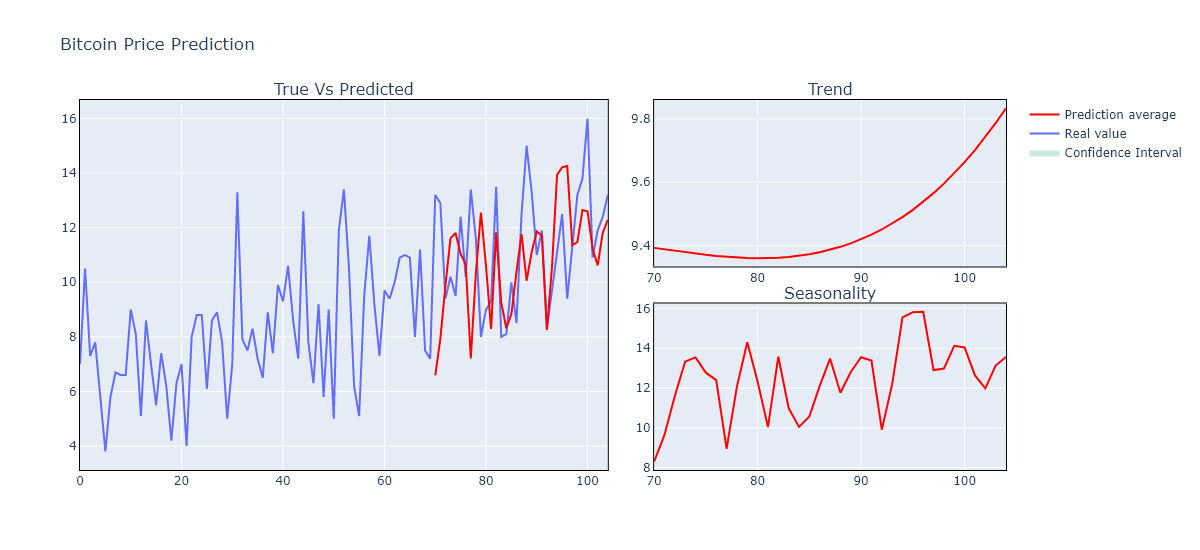 Bitcoin Price Prediction
True Vs Predicted
16
14
12
10
8
6
4
0 20 40 60 80 100
Trend
9.8
9.6
9.4
70 80 90 100
Seasonality
16
14
12
10
8
70 80 90 100
Prediction average
Real value
Confidence Interval